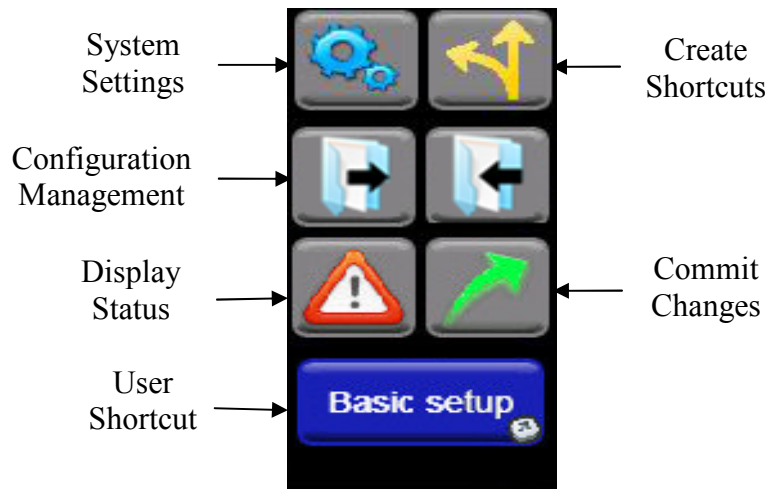 System
Settings
Create
Shortcuts
Configuration
Management
Display
Status
Commit
Changes
User
Shortcut
Basic setup